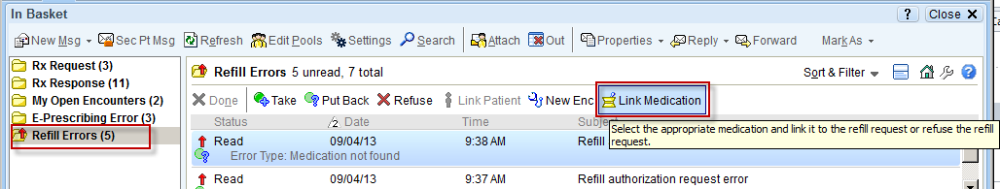 In Basket
? Close ×
New Msg Sec Pt Msg Refresh Edit Pools Settings Search Attach Out Properties Reply Forward Mark As
Rx Request (3)
Rx Response (11)
My Open Encounters (2)
E-Prescribing Error (3)
Refill Errors (5)
Refill Errors 5 unread, 7 total
Sort & Filter
Done Take Put Back Refuse Link Patient New Enc Link Medication
Status 2 Date Time Subject
Read 09/04/13 9:38 AM Refill
Error Type: Medication not found
Select the appropriate medication and link it to the refill request or refuse the refill
request.
Read 09/04/13 9:37 AM Refill authorization request error